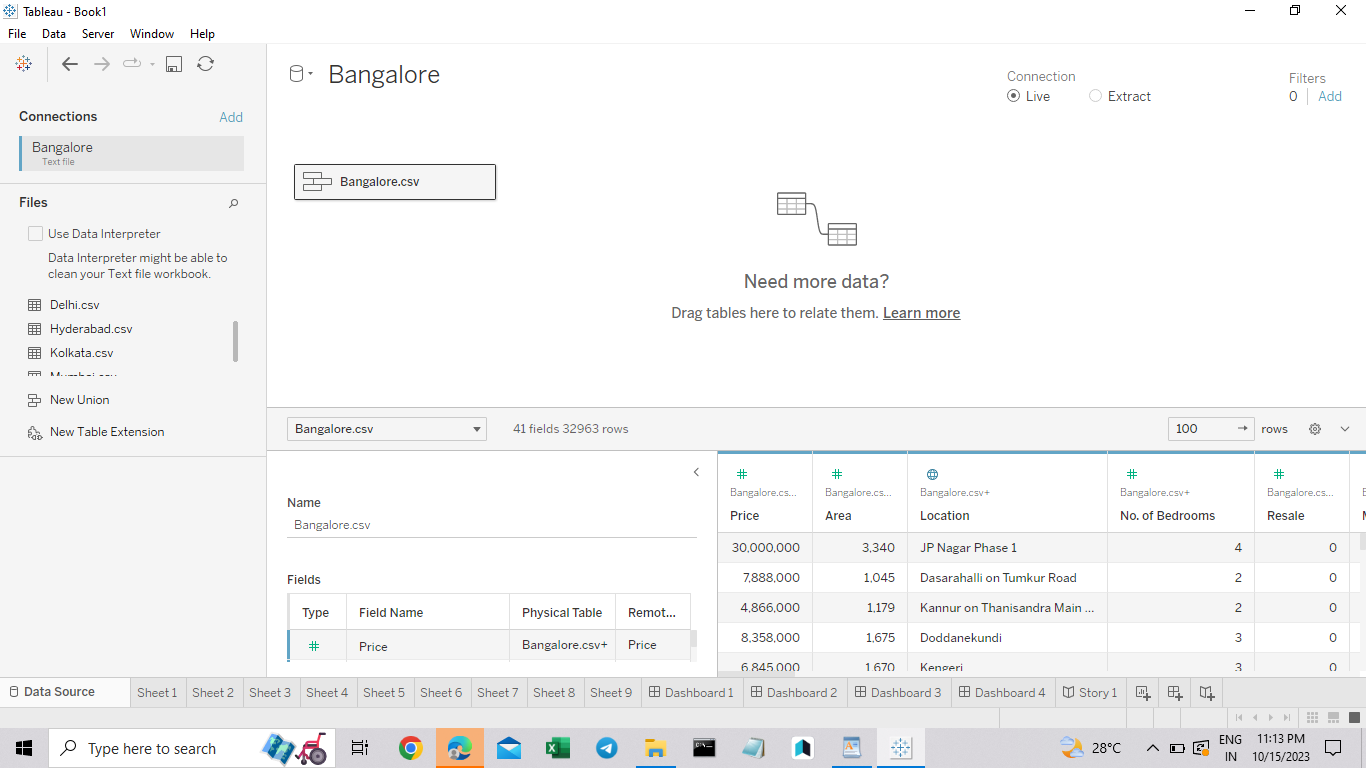 Tableau - Book1
File Data Server Window Help
Connections Add
Bangalore
Text file
Files
Use Data Interpreter
Data Interpreter might be able to
clean your Text file workbook.
Delhi.csv
Hyderabad.csv
Kolkata.csv
Mumbai.csv
New Union
New Table Extension
Bangalore
Connection
Live Extract
Filters
0 Add
Bangalore.csv
Need more data?
Drag tables here to relate them. Learn more
Bangalore.csv 41 fields 32963 rows 100 rows
Name
Bangalore.csv
Fields
Type Field Name Physical Table Remot...
Price Bangalore.csv+ Price
Bangalore.cs... Bangalore.cs... Bangalore.csv+ Bangalore.csv+ Bangalore.cs...
Price Area Location No. of Bedrooms Resale
30,000,000 3,340 JP Nagar Phase 1 4 0
7,888,000 1,045 Dasarahalli on Tumkur Road 2 0
4,866,000 1,179 Kannur on Thanisandra Main ... 2 0
8,358,000 1,675 Doddanekundi 3 0
6,845,000 1,670 Kengeri 3 0
Data Source Sheet 1 Sheet 2 Sheet 3 Sheet 4 Sheet 5 Sheet 6 Sheet 7 Sheet 8 Sheet 9 Dashboard 1 Dashboard 2 Dashboard 3 Dashboard 4 Story 1
Type here to search
28°C
ENG
IN
11:13 PM
10/15/2023